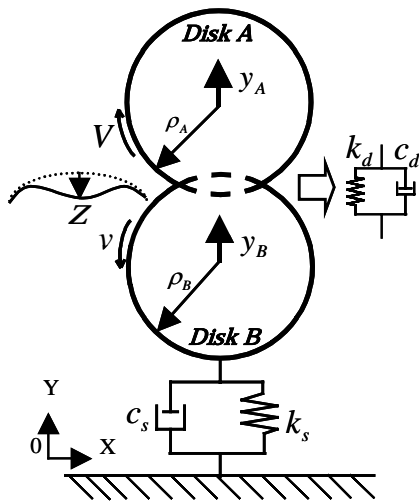 Disk A
y_A
ρ_A
V
k_d c_d
Z
v
y_B
ρ_B
Disk B
Y
c_s k_s
0 X